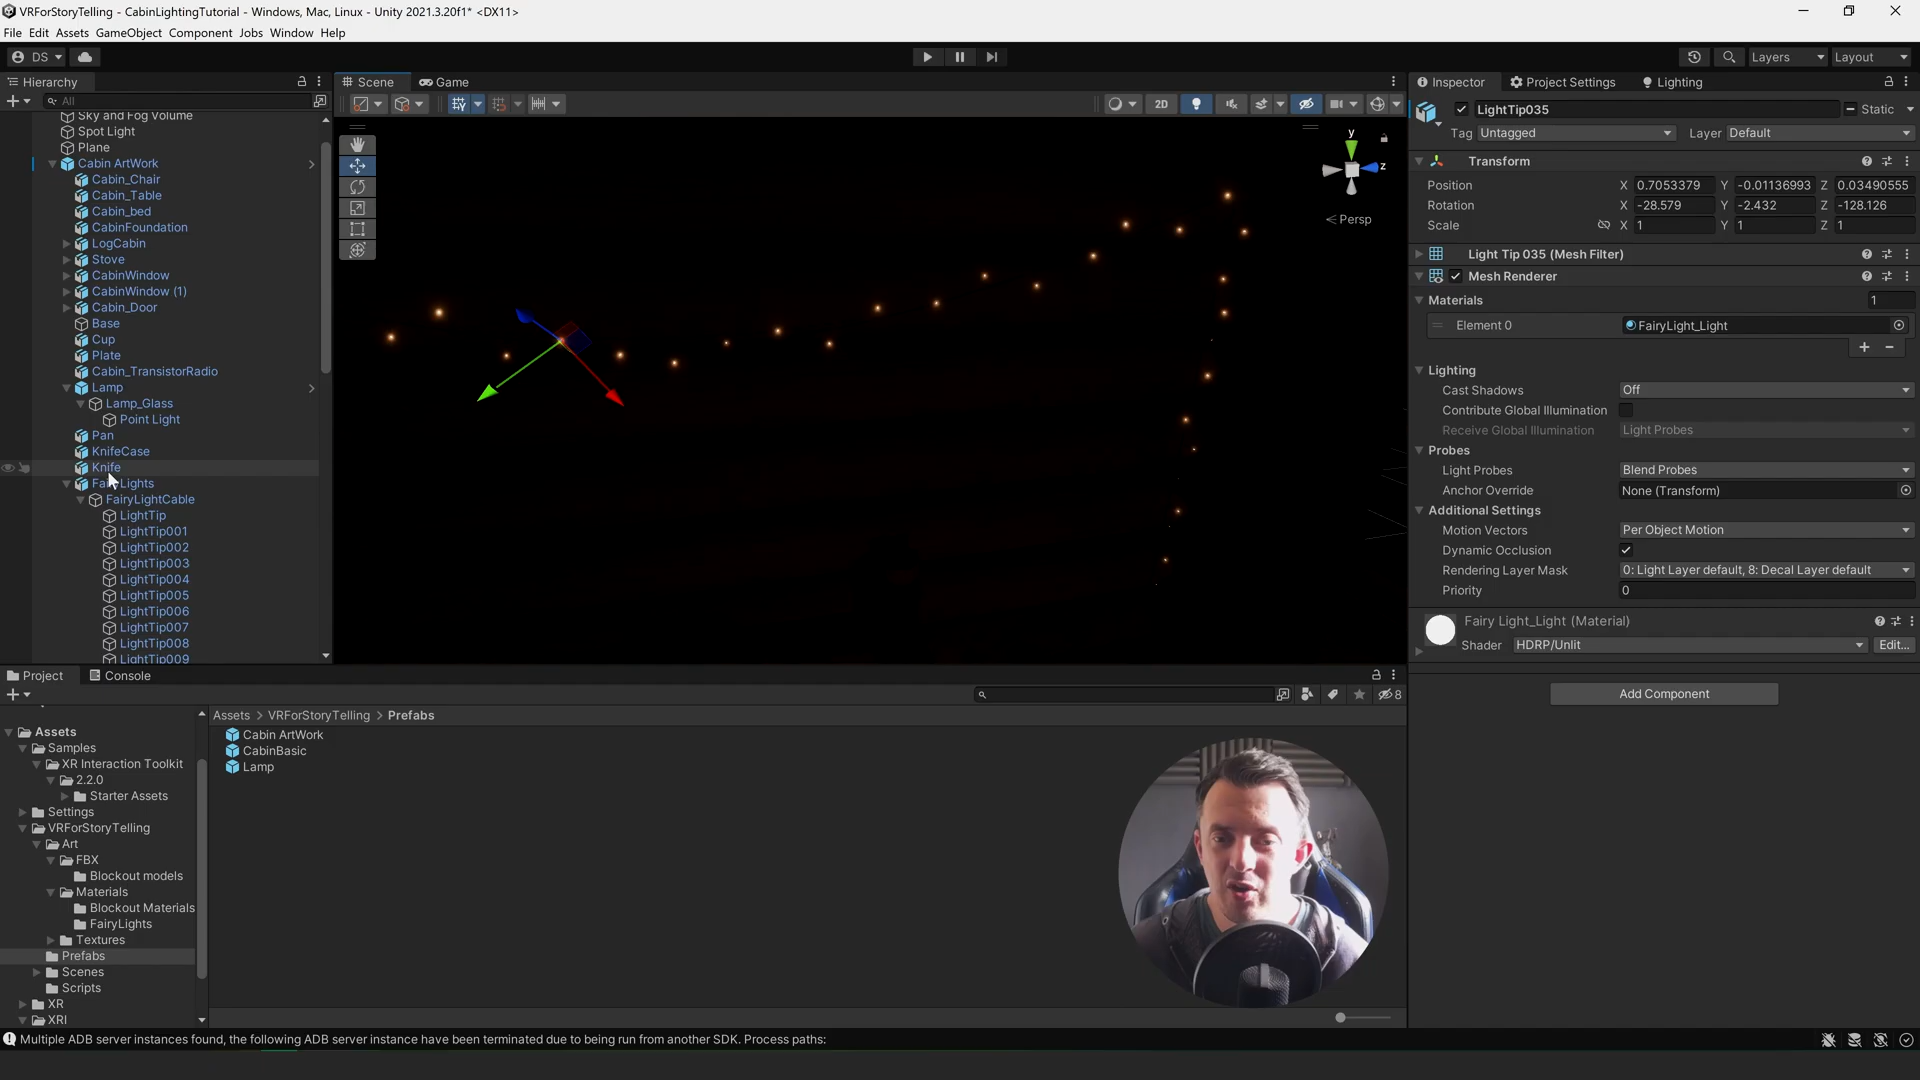 VRForStoryTelling - CabinLightingTutorial - Windows, Mac, Linux - Unity 2021.3.20f1* <DX11>
File Edit Assets GameObject Component Jobs Window Help
DS
Layers
Layout
Hierarchy
All
Sky and Fog Volume
Spot Light
Plane
Cabin ArtWork
Cabin_Chair
Cabin_Table
Cabin_bed
CabinFoundation
LogCabin
Stove
CabinWindow
CabinWindow (1)
Cabin_Door
Base
Cup
Plate
Cabin_TransistorRadio
Lamp
Lamp_Glass
Point Light
Pan
KnifeCase
Knife
FairyLights
FairyLightCable
LightTip
LightTip001
LightTip002
LightTip003
LightTip004
LightTip005
LightTip006
LightTip007
LightTip008
LightTip009
Scene
Game
2D
y
z
< Persp
Inspector
Project Settings
Lighting
LightTip035
Static
Tag Untagged
Layer Default
Transform
Position X 0.7053379 Y -0.01136993 Z 0.03490555
Rotation X -28.579 Y -2.432 Z -128.126
Scale X 1 Y 1 Z 1
Light Tip 035 (Mesh Filter)
Mesh Renderer
Materials 1
Element 0 FairyLight_Light
Lighting
Cast Shadows Off
Contribute Global Illumination
Receive Global Illumination Light Probes
Probes
Light Probes Blend Probes
Anchor Override None (Transform)
Additional Settings
Motion Vectors Per Object Motion
Dynamic Occlusion
Rendering Layer Mask 0: Light Layer default, 8: Decal Layer default
Priority 0
Fairy Light_Light (Material)
Shader HDRP/Unlit Edit...
Add Component
Project
Console
8
Assets
Samples
XR Interaction Toolkit
2.2.0
Starter Assets
Settings
VRForStoryTelling
Art
FBX
Blockout models
Materials
Blockout Materials
FairyLights
Textures
Prefabs
Scenes
Scripts
XR
XRI
Assets > VRForStoryTelling > Prefabs
Cabin ArtWork
CabinBasic
Lamp
Multiple ADB server instances found, the following ADB server instance have been terminated due to being run from another SDK. Process paths: